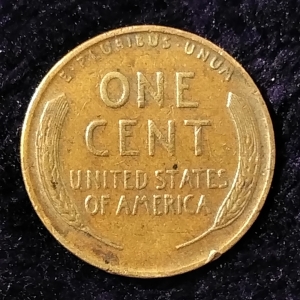 E·PLURIBUS·UNUM
ONE
CENT
UNITED STATES
OF AMERICA